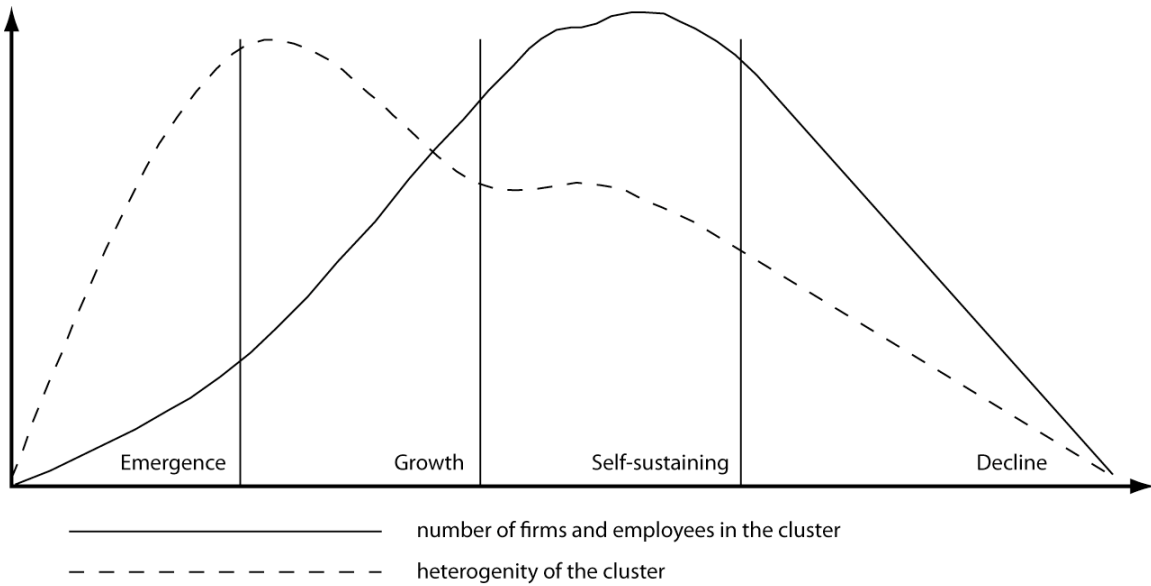 Emergence
Growth
Self-sustaining
Decline
number of firms and employees in the cluster
heterogenity of the cluster